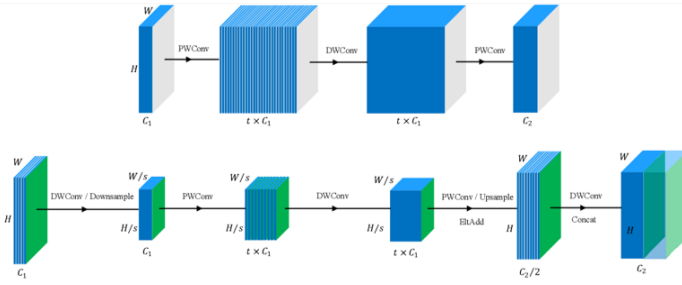 W
PWConv
DWConv
PWConv
H
C₁
t × C₁
t × C₁
C₂
W
W/s
W/s
W/s
W
W
DWConv / Downsample
PWConv
DWConv
PWConv / Upsample
DWConv
H
H/s
H/s
H/s
EltAdd
H
Concat
H
C₁
C₁
t × C₁
t × C₁
C₂/2
C₂